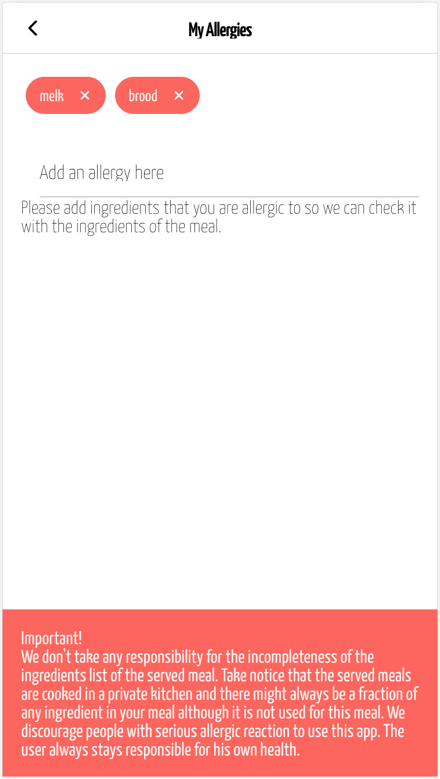 My Allergies
melk ✕ brood ✕
Add an allergy here
Please add ingredients that you are allergic to so we can check it
with the ingredients of the meal.
Important!
We don't take any responsibility for the incompleteness of the
ingredients list of the served meal. Take notice that the served meals
are cooked in a private kitchen and there might always be a fraction of
any ingredient in your meal although it is not used for this meal. We
discourage people with serious allergic reaction to use this app. The
user always stays responsible for his own health.